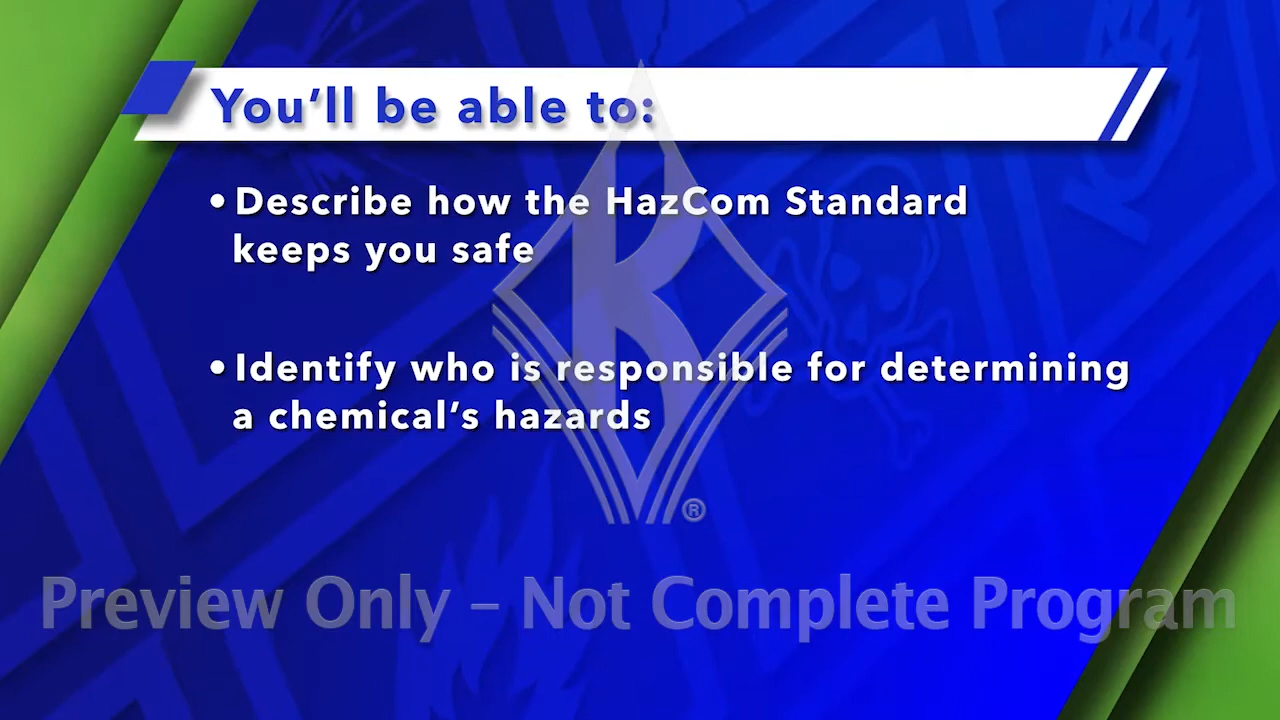 You’ll be able to:
•Describe how the HazCom Standard
keeps you safe
•Identify who is responsible for determining
a chemical’s hazards
K
®
Preview Only – Not Complete Program